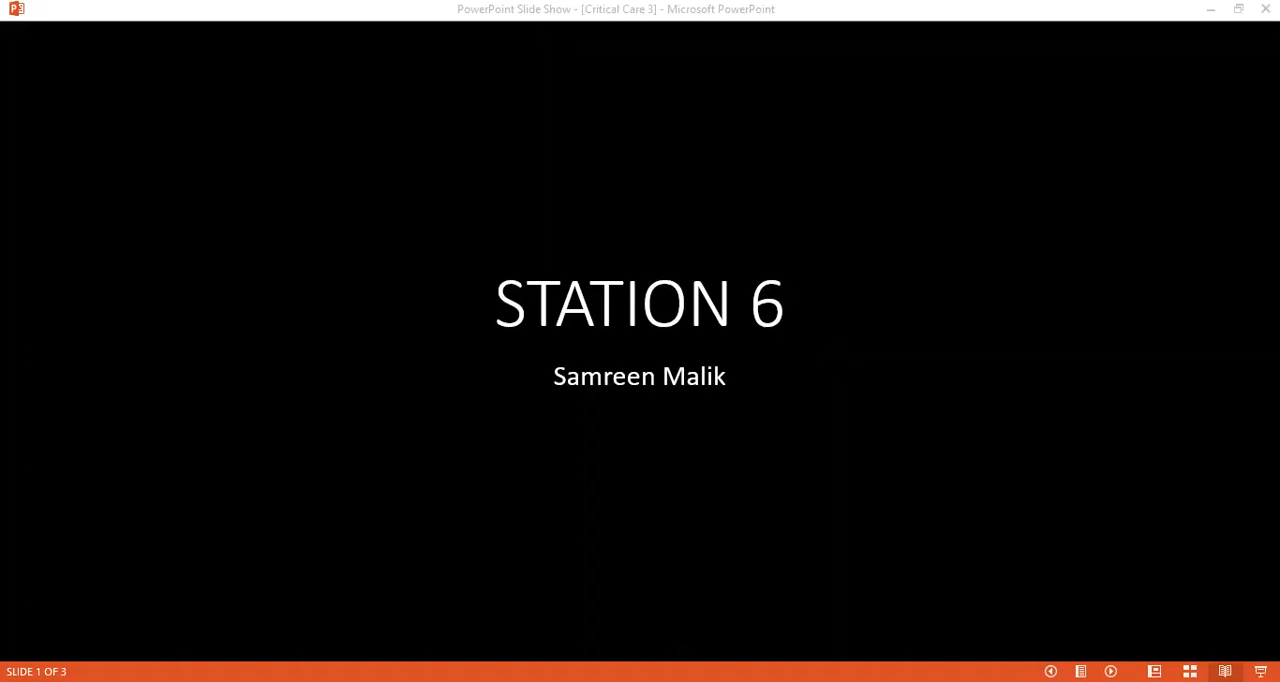 PowerPoint Slide Show - [Critical Care 3] - Microsoft PowerPoint
STATION 6
Samreen Malik
SLIDE 1 OF 3